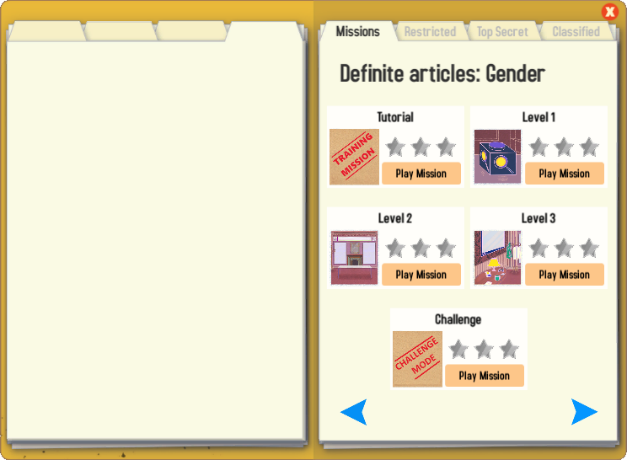 X
Missions
Restricted
Top Secret
Classified
Definite articles: Gender
Tutorial
TRAINING
MISSION
Play Mission
Level 1
Play Mission
Level 2
Play Mission
Level 3
Play Mission
Challenge
CHALLENGE
MODE
Play Mission